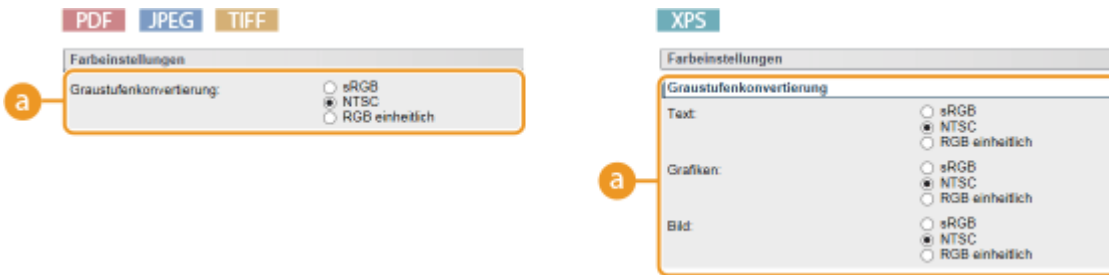 PDF JPEG TIFF
Farbeinstellungen
a
Graustufenkonvertierung:
sRGB
NTSC
RGB einheitlich
XPS
Farbeinstellungen
a
Graustufenkonvertierung
Text:
sRGB
NTSC
RGB einheitlich
Grafiken:
sRGB
NTSC
RGB einheitlich
Bild:
sRGB
NTSC
RGB einheitlich